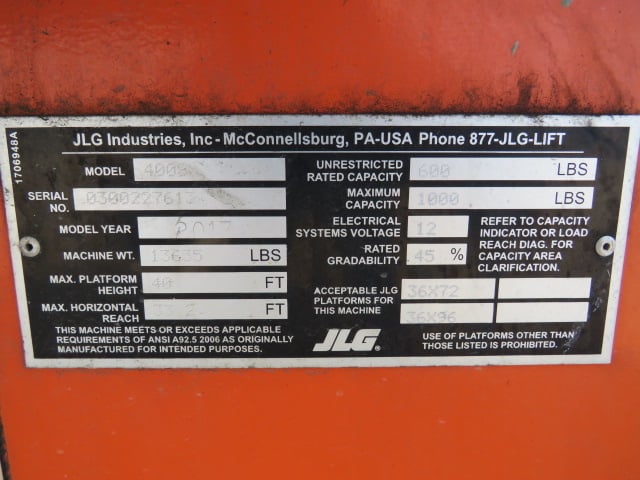 1706948A
JLG Industries, Inc - McConnellsburg, PA-USA Phone 877-JLG-LIFT
MODEL 400S
SERIAL NO.
MODEL YEAR 2017
MACHINE WT. 13635 LBS
MAX. PLATFORM HEIGHT 40 FT
MAX. HORIZONTAL REACH FT
THIS MACHINE MEETS OR EXCEEDS APPLICABLE
REQUIREMENTS OF ANSI A92.5 2006 AS ORIGINALLY
MANUFACTURED FOR INTENDED PURPOSES.
UNRESTRICTED
RATED CAPACITY 600 LBS
MAXIMUM
CAPACITY 1000 LBS
ELECTRICAL
SYSTEMS VOLTAGE 12
RATED
GRADABILITY 45 %
REFER TO CAPACITY
INDICATOR OR LOAD
REACH DIAG. FOR
CAPACITY AREA
CLARIFICATION.
ACCEPTABLE JLG
PLATFORMS FOR
THIS MACHINE
36X72
36X96
JLG®
USE OF PLATFORMS OTHER THAN
THOSE LISTED IS PROHIBITED.